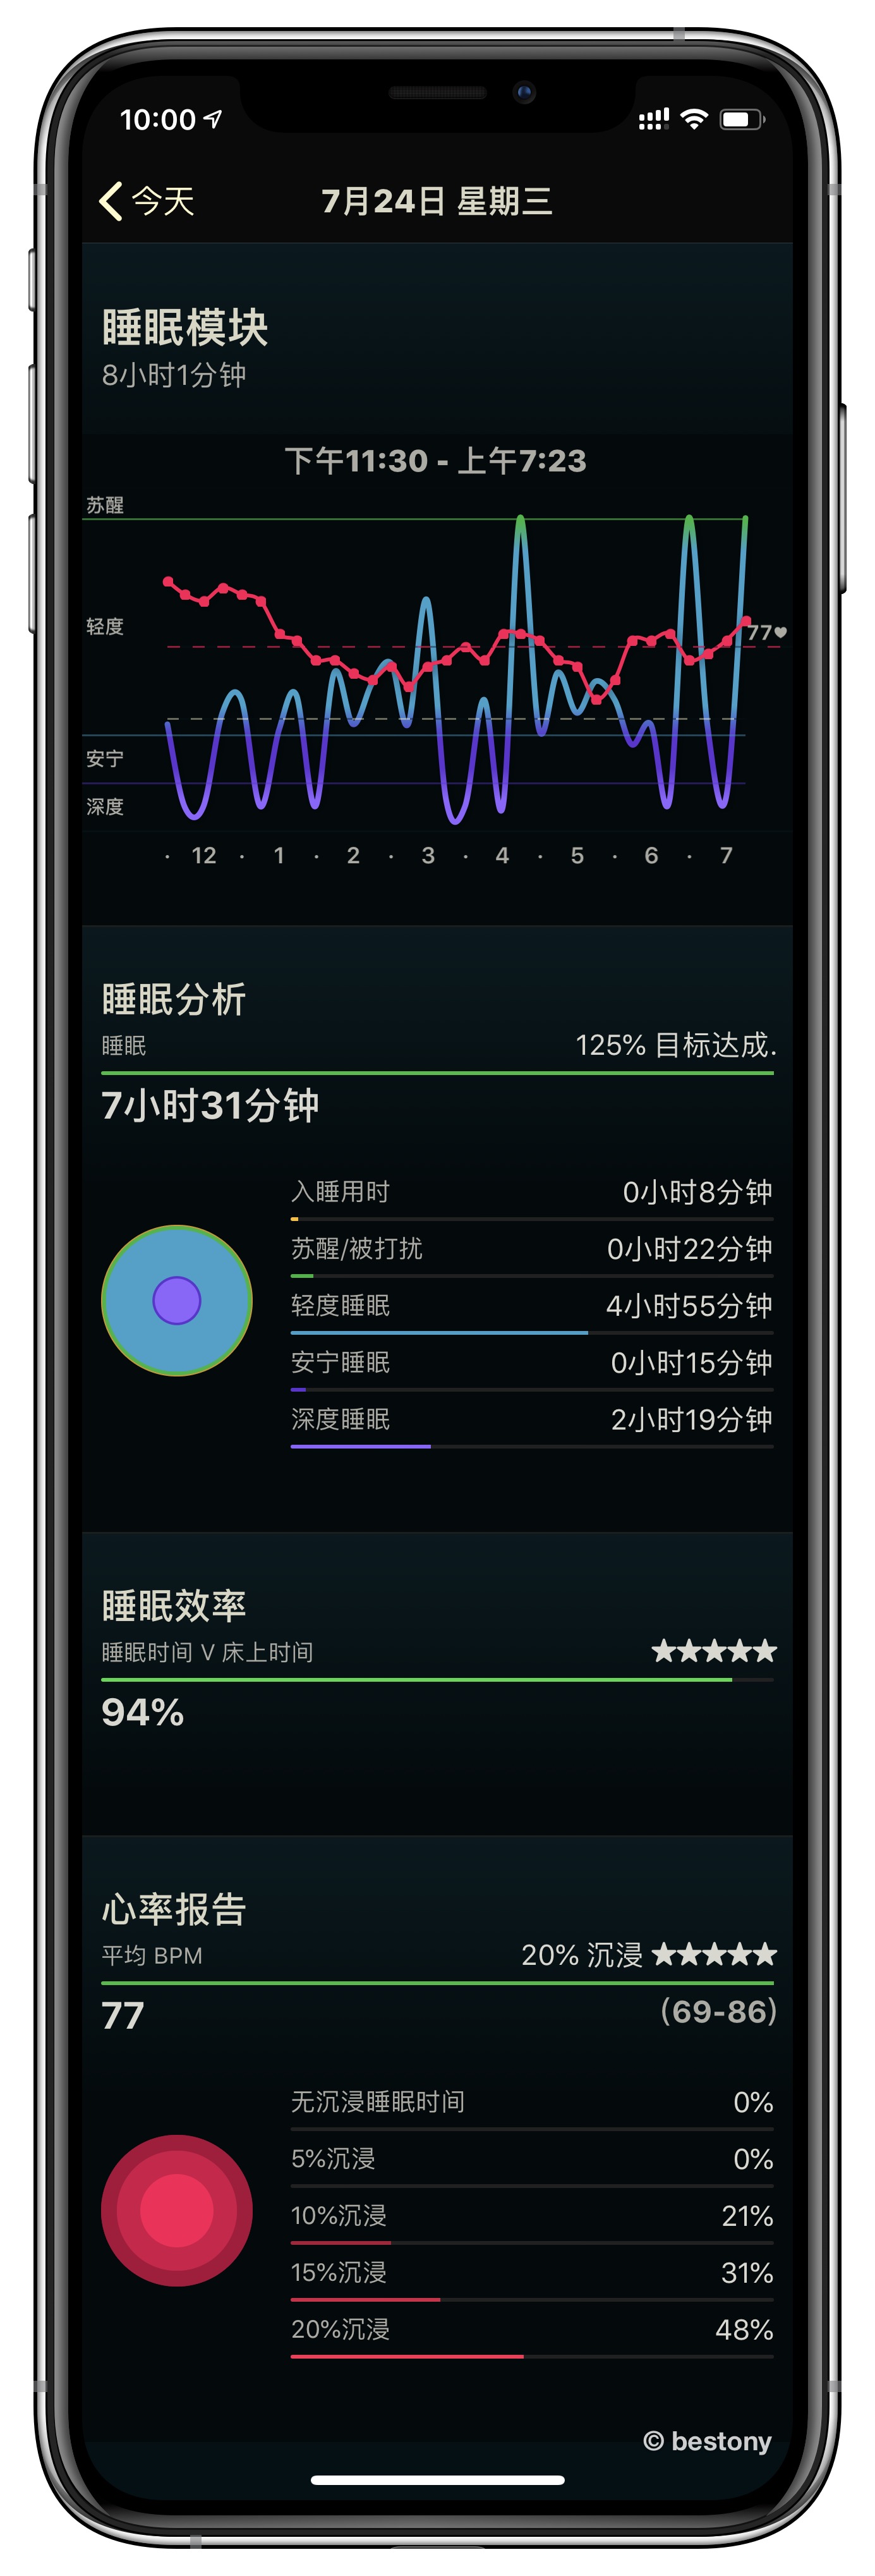 10:00
今天
7月24日 星期三
睡眠模块
8小时1分钟
下午11:30 - 上午7:23
苏醒
轻度
77♥
安宁
深度
· 12 · 1 · 2 · 3 · 4 · 5 · 6 · 7
睡眠分析
睡眠 125% 目标达成.
7小时31分钟
入睡用时 0小时8分钟
苏醒/被打扰 0小时22分钟
轻度睡眠 4小时55分钟
安宁睡眠 0小时15分钟
深度睡眠 2小时19分钟
睡眠效率
睡眠时间 V 床上时间 ★★★★★
94%
心率报告
平均 BPM 20% 沉浸 ★★★★★
77 (69-86)
无沉浸睡眠时间 0%
5%沉浸 0%
10%沉浸 21%
15%沉浸 31%
20%沉浸 48%
© bestony